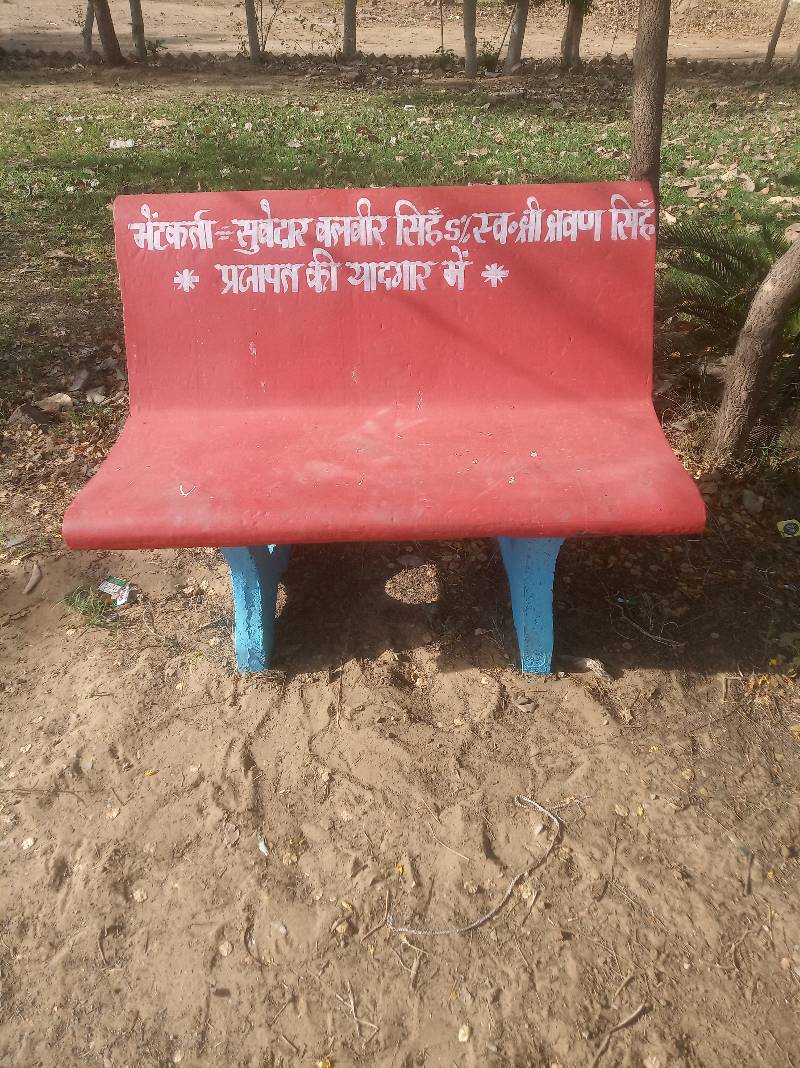 भेंटकर्ता = सुबेदार बलबीर सिहँ S/o स्व॰ श्री श्रवण सिहँ
* प्रजापत की यादगार में *